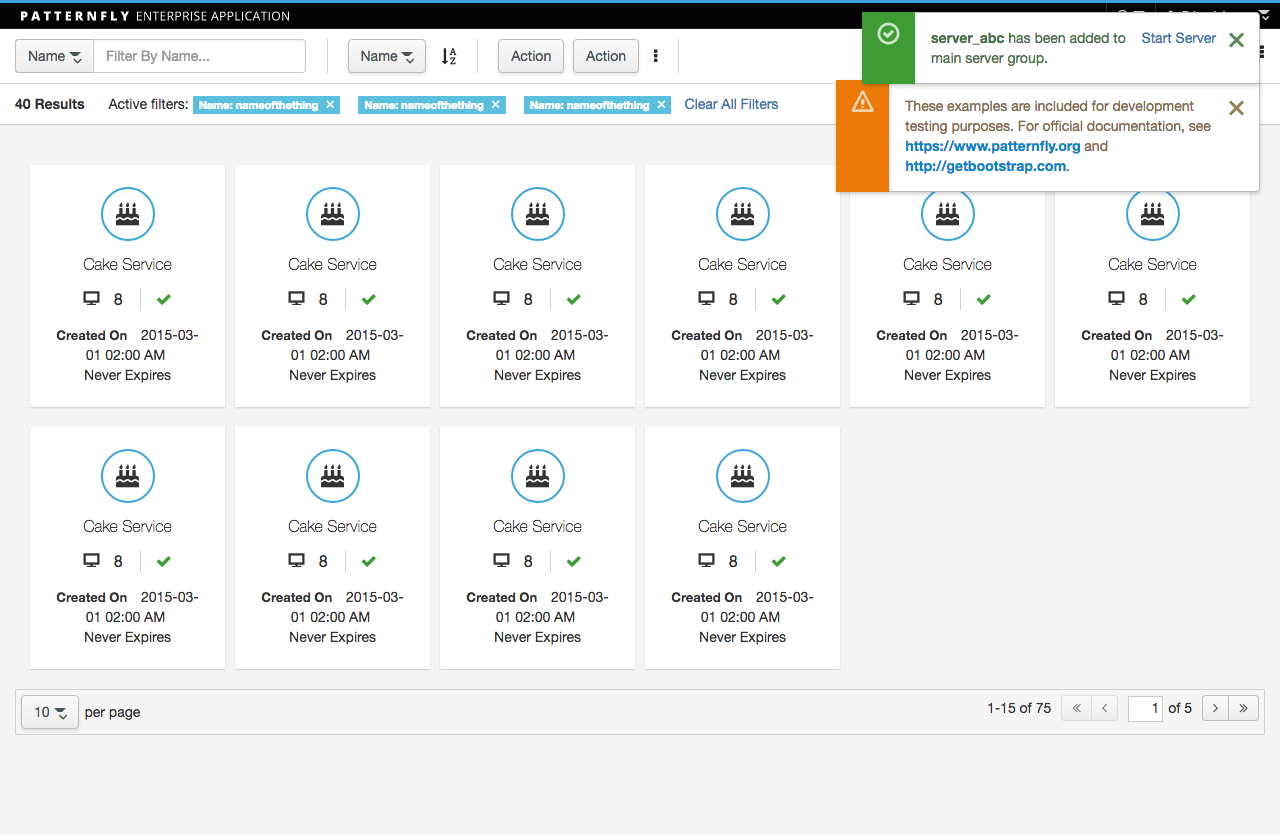 PATTERNFLY ENTERPRISE APPLICATION
server_abc has been added to Start Server
main server group.
Name Filter By Name... Name Action Action
These examples are included for development
testing purposes. For official documentation, see
https://www.patternfly.org and
http://getbootstrap.com.
40 Results Active filters: Name: nameofthething Name: nameofthething Name: nameofthething Clear All Filters
Cake Service Cake Service Cake Service Cake Service Cake Service Cake Service
8 8 8 8 8 8
Created On 2015-03- Created On 2015-03- Created On 2015-03- Created On 2015-03- Created On 2015-03- Created On 2015-03-
01 02:00 AM 01 02:00 AM 01 02:00 AM 01 02:00 AM 01 02:00 AM 01 02:00 AM
Never Expires Never Expires Never Expires Never Expires Never Expires Never Expires
Cake Service Cake Service Cake Service Cake Service
8 8 8 8
Created On 2015-03- Created On 2015-03- Created On 2015-03- Created On 2015-03-
01 02:00 AM 01 02:00 AM 01 02:00 AM 01 02:00 AM
Never Expires Never Expires Never Expires Never Expires
10 per page 1-15 of 75 1 of 5